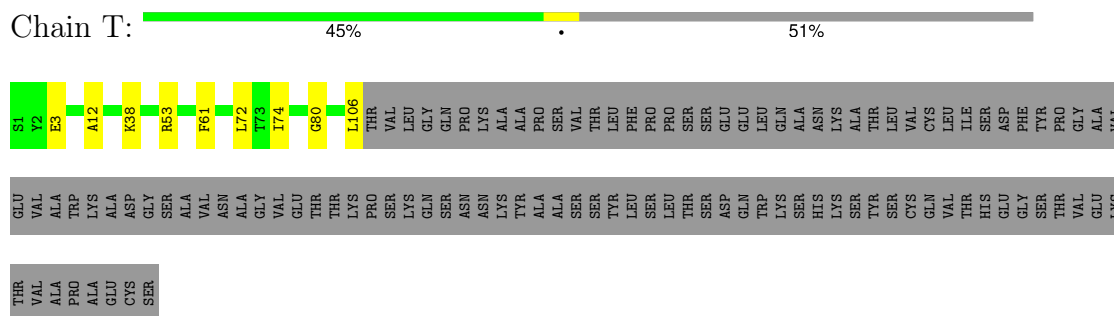 Chain T:
45% • 51%
S1 Y2 E3 A12 K38 R53 F61 L72 T73 I74 G80 L106 THR VAL LEU GLY GLN PRO LYS ALA ALA PRO SER VAL THR LEU PHE PRO PRO SER SER GLU GLU LEU GLN ALA ASN LYS ALA THR LEU VAL CYS LEU ILE SER ASP PHE TYR PRO GLY ALA VAL
GLU VAL ALA TRP LYS ALA ASP GLY SER ALA VAL ASN ALA GLY VAL GLU THR THR LYS PRO SER LYS GLN SER ASN ASN LYS TYR ALA ALA SER SER TYR LEU SER LEU THR SER ASP GLN TRP LYS SER HIS LYS SER TYR SER CYS GLN VAL THR HIS GLU GLY SER THR VAL GLU LYS
THR VAL ALA PRO ALA GLU CYS SER